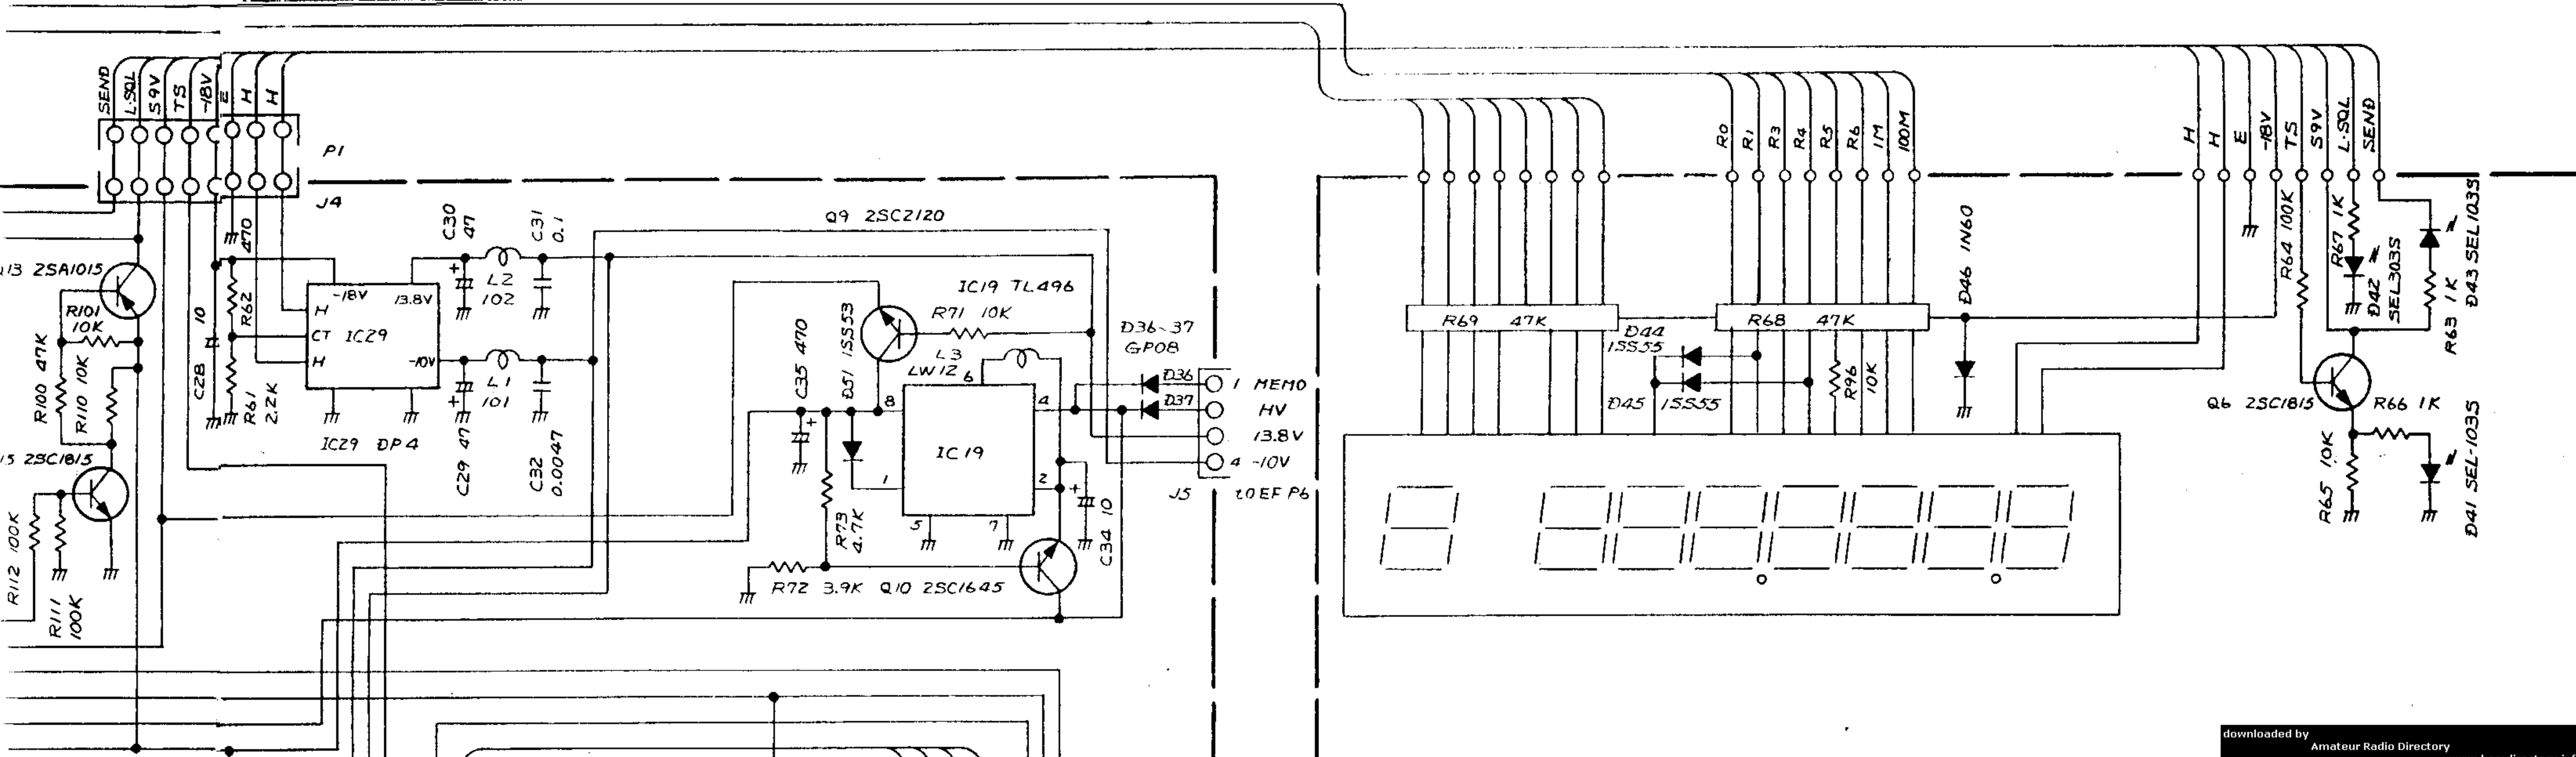 SEND
L·SQL
S9V
TS
-18V
E
H
H
P1
J4
2SA1015
R101
10K
R100 47K
R110 10K
2SC1815
R112 100K
R111
100K
C28 10
470
R62
R61
2.2K
-18V
13.8V
H
CT
IC29
H
-10V
IC29 DP4
C30
47
L2
102
C31
0.1
L1
101
C29 47
C32
0.0047
Q9 2SC2120
IC19 TL496
R71 10K
L3
LW12
C35 470
D51 1SS53
6
8
4
IC19
1
2
5
7
R73
4.7K
R72 3.9K
Q10 2SC1645
C34 10
D36~37
GP08
D36
D37
1 MEMO
HV
13.8V
4 -10V
J5
R0
R1
R3
R4
R5
R6
1M
100M
R69 47K
R68 47K
D44
1SS55
D45 1SS55
R96
10K
D46 1N60
H
H
E
-18V
TS
S9V
L·SQL
SEND
R64 100K
R67 1K
D42
SEL303S
R63 1K
D43 SEL103S
Q6 2SC1815
R66 1K
R65 10K
D41 SEL-103S
downloaded by
Amateur Radio Directory